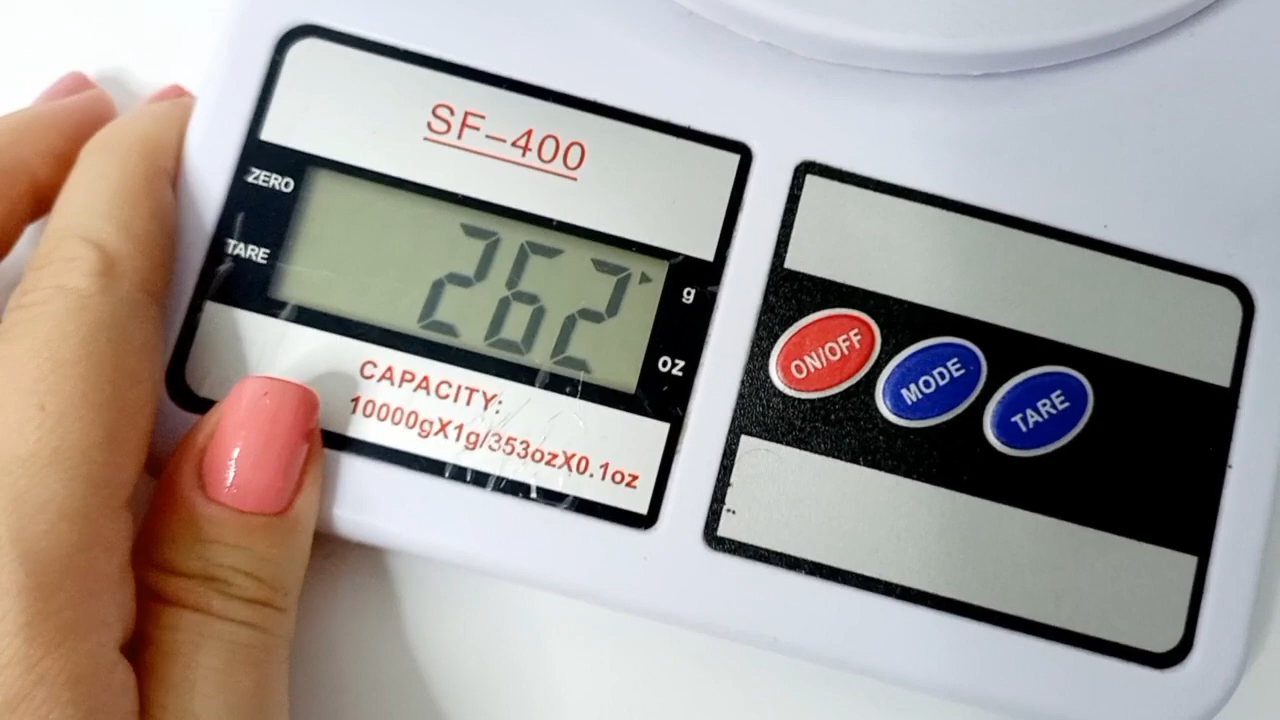 SF-400
ZERO
TARE
262
g
oz
CAPACITY:
10000gX1g/353ozX0.1oz
ON/OFF
MODE
TARE